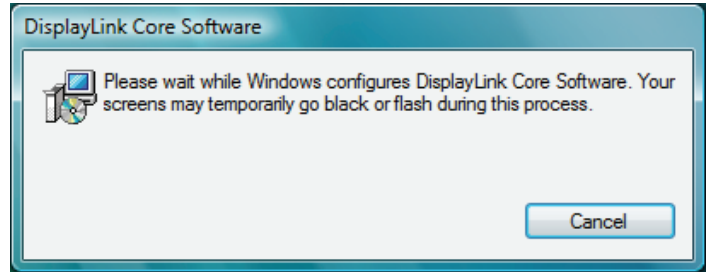 DisplayLink Core Software
Please wait while Windows configures DisplayLink Core Software. Your
screens may temporarily go black or flash during this process.
Cancel